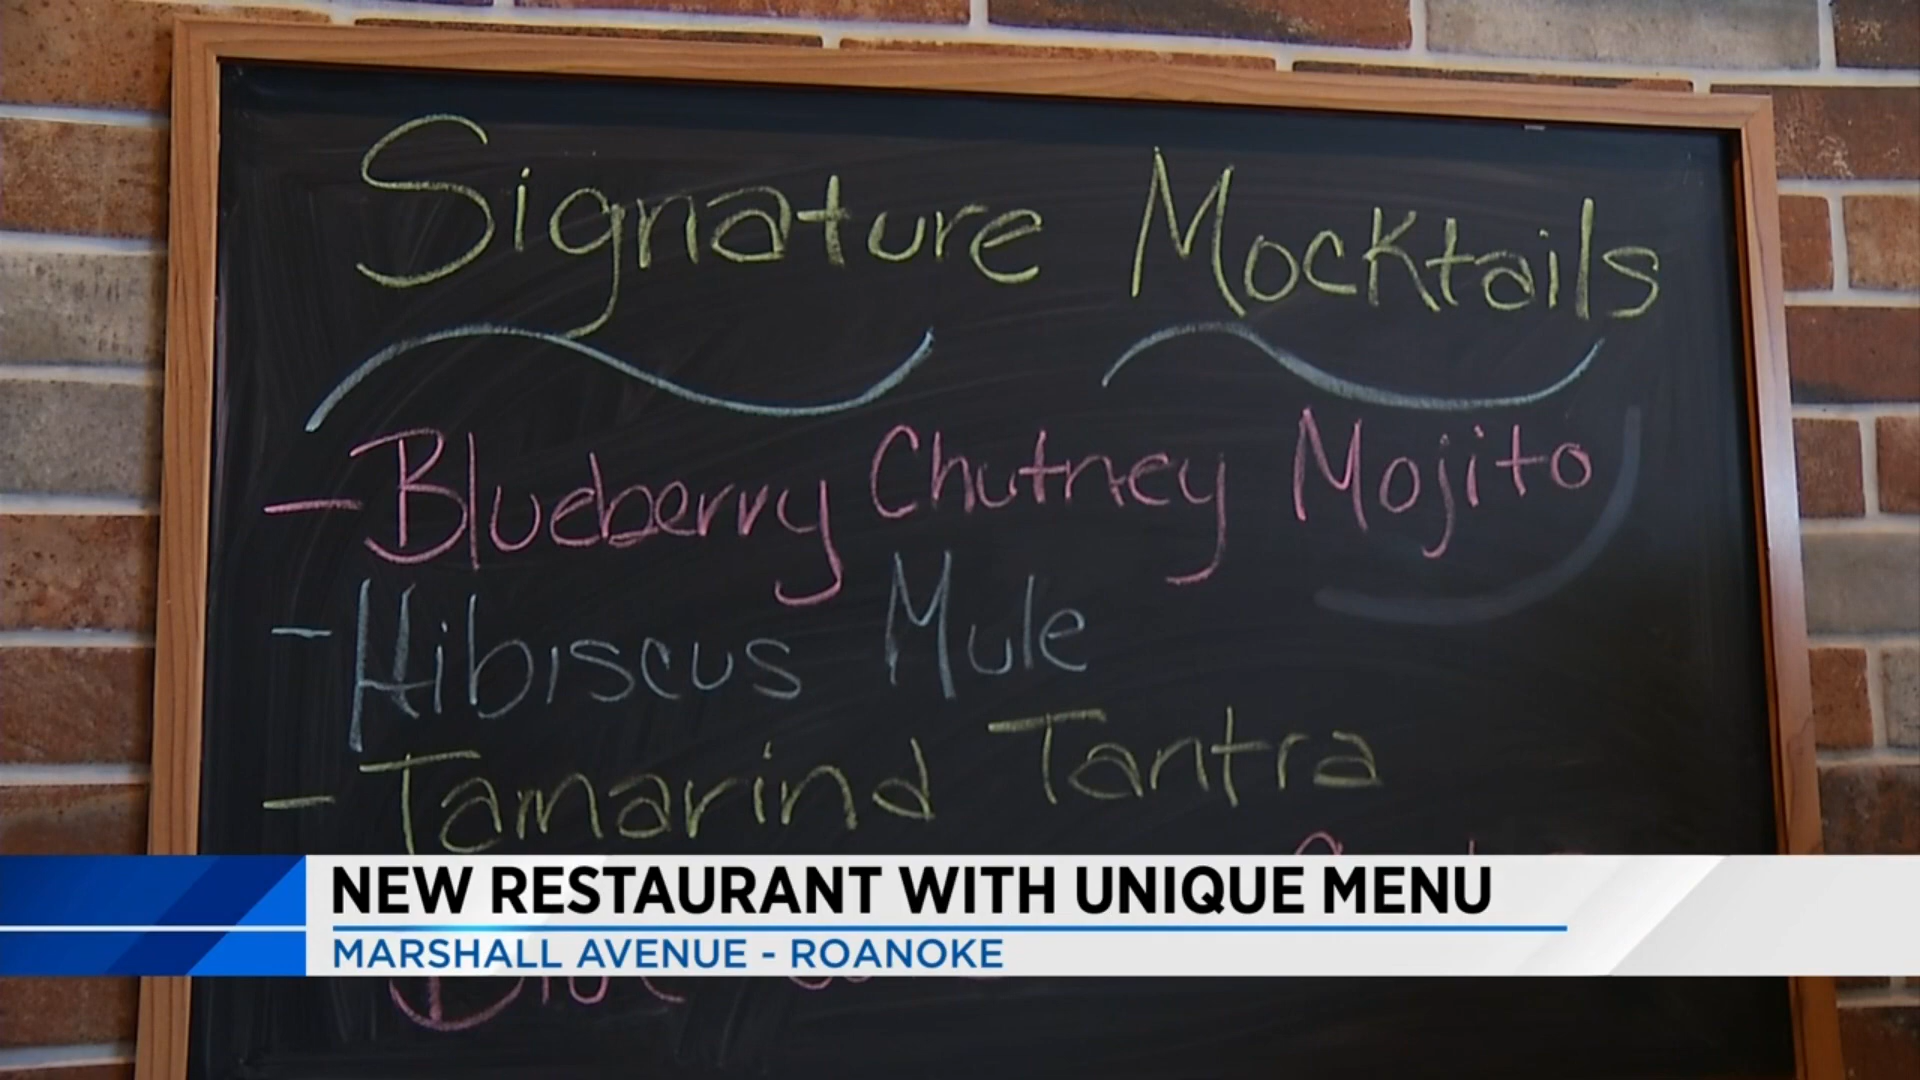 Signature Mocktails
- Blueberry Chutney Mojito
- Hibiscus Mule
- Tamarind Tantra
NEW RESTAURANT WITH UNIQUE MENU
MARSHALL AVENUE - ROANOKE